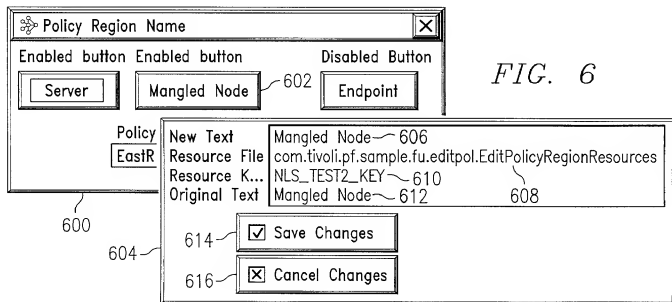 Policy Region Name
Enabled button Enabled button Disabled Button
Server Mangled Node 602 Endpoint
FIG. 6
Policy
EastR
New Text Mangled Node 606
Resource File com.tivoli.pf.sample.fu.editpol.EditPolicyRegionResources
Resource K... NLS_TEST2_KEY 610 608
Original Text Mangled Node 612
600
604
614 Save Changes
616 Cancel Changes